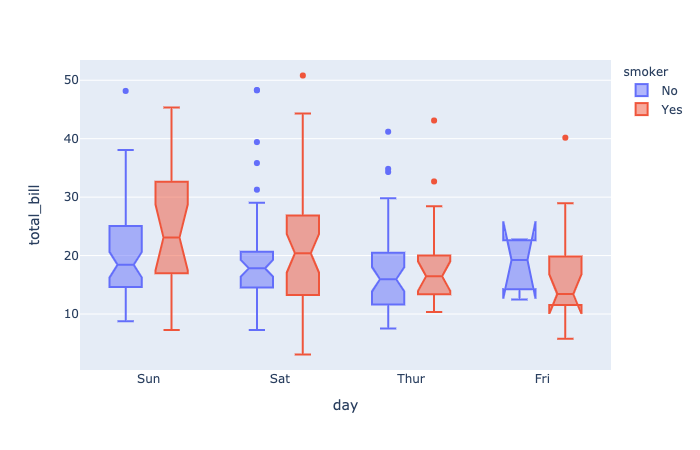 smoker
No
Yes
total_bill
50
40
30
20
10
Sun Sat Thur Fri
day